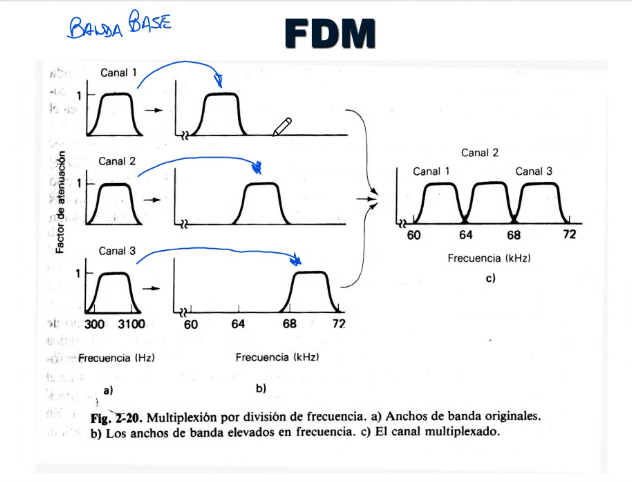 BANDA BASE
FDM
Canal 1
1
Canal 2
1
Canal 3
1
Factor de atenuación
300 3100
Frecuencia (Hz)
a)
60 64 68 72
Frecuencia (kHz)
b)
Canal 2
Canal 1 Canal 3
60 64 68 72
Frecuencia (kHz)
c)
Fig. 2-20. Multiplexión por división de frecuencia. a) Anchos de banda originales.
b) Los anchos de banda elevados en frecuencia. c) El canal multiplexado.